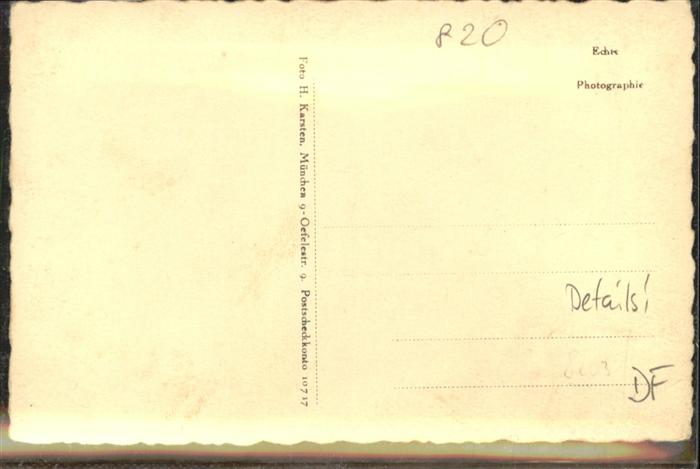 820
Echte
Photographie
Foto H. Karsten, München 9-Oefelestr. 9. Postscheckkonto 10717
Details!
DF